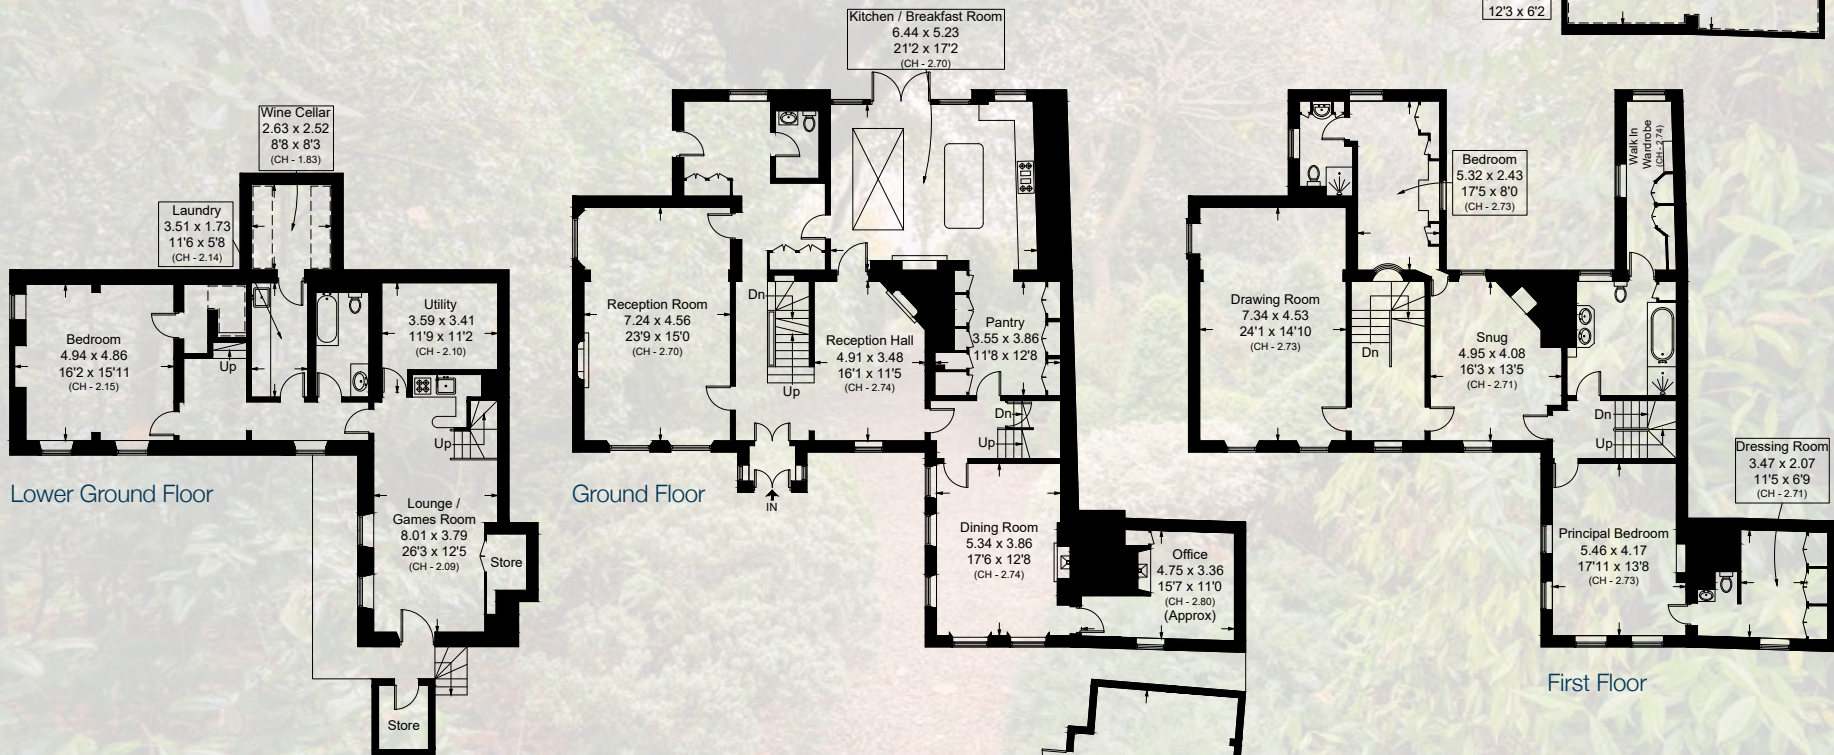 12'3 x 6'2
Kitchen / Breakfast Room
6.44 x 5.23
21'2 x 17'2
(CH - 2.70)
Wine Cellar
2.63 x 2.52
8'8 x 8'3
(CH - 1.83)
Laundry
3.51 x 1.73
11'6 x 5'8
(CH - 2.14)
Bedroom
4.94 x 4.86
16'2 x 15'11
(CH - 2.15)
Up
Utility
3.59 x 3.41
11'9 x 11'2
(CH - 2.10)
Up
Lounge /
Games Room
8.01 x 3.79
26'3 x 12'5
(CH - 2.09)
Store
Store
Lower Ground Floor
Reception Room
7.24 x 4.56
23'9 x 15'0
(CH - 2.70)
Dn
Up
Reception Hall
4.91 x 3.48
16'1 x 11'5
(CH - 2.74)
Pantry
3.55 x 3.86
11'8 x 12'8
Dn
Up
IN
Dining Room
5.34 x 3.86
17'6 x 12'8
(CH - 2.74)
Office
4.75 x 3.36
15'7 x 11'0
(CH - 2.80)
(Approx)
Ground Floor
Bedroom
5.32 x 2.43
17'5 x 8'0
(CH - 2.73)
Walk In
Wardrobe
(CH - 2.74)
Drawing Room
7.34 x 4.53
24'1 x 14'10
(CH - 2.73)
Dn
Snug
4.95 x 4.08
16'3 x 13'5
(CH - 2.71)
Dn
Up
Dressing Room
3.47 x 2.07
11'5 x 6'9
(CH - 2.71)
Principal Bedroom
5.46 x 4.17
17'11 x 13'8
(CH - 2.73)
First Floor